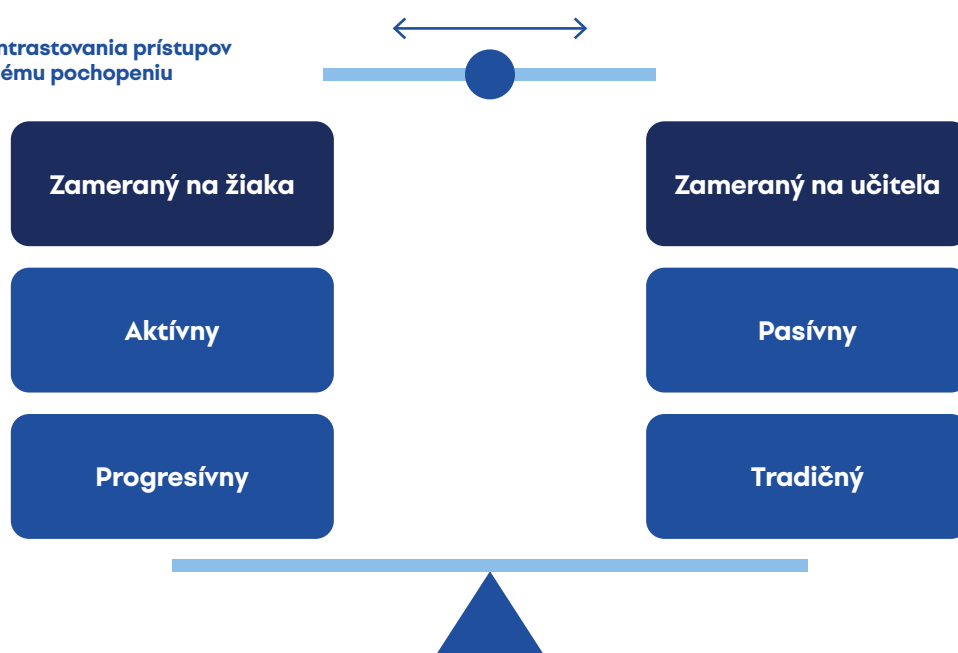 ntrastovania prístupov
ému pochopeniu
Zameraný na žiaka
Zameraný na učiteľa
Aktívny
Pasívny
Progresívny
Tradičný